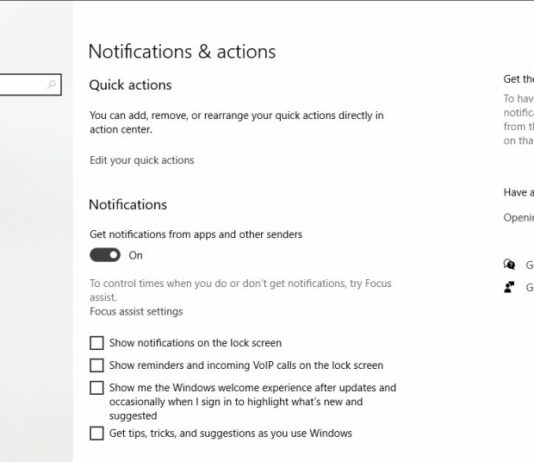 Notifications & actions
Quick actions
You can add, remove, or rearrange your quick actions directly in
action center.
Edit your quick actions
Notifications
Get notifications from apps and other senders
On
To control times when you do or don't get notifications, try Focus
assist.
Focus assist settings
Show notifications on the lock screen
Show reminders and incoming VoIP calls on the lock screen
Show me the Windows welcome experience after updates and
occasionally when I sign in to highlight what's new and
suggested
Get tips, tricks, and suggestions as you use Windows
Get the
To hav
notific
from th
on tha
Have a
Openin
G
G